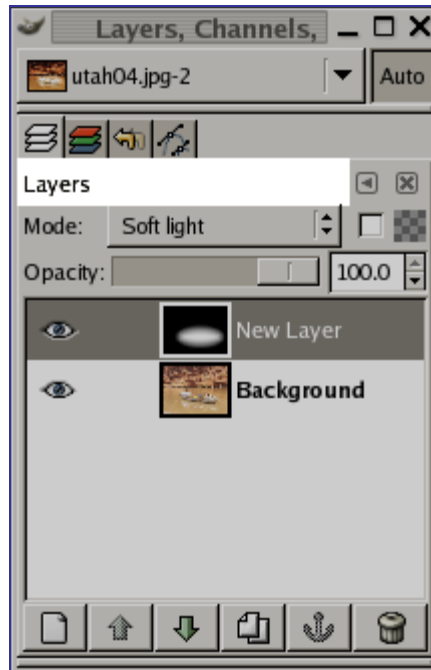 Layers, Channels,
utah04.jpg-2
Auto
Layers
Mode: Soft light
Opacity: 100.0
New Layer
Background